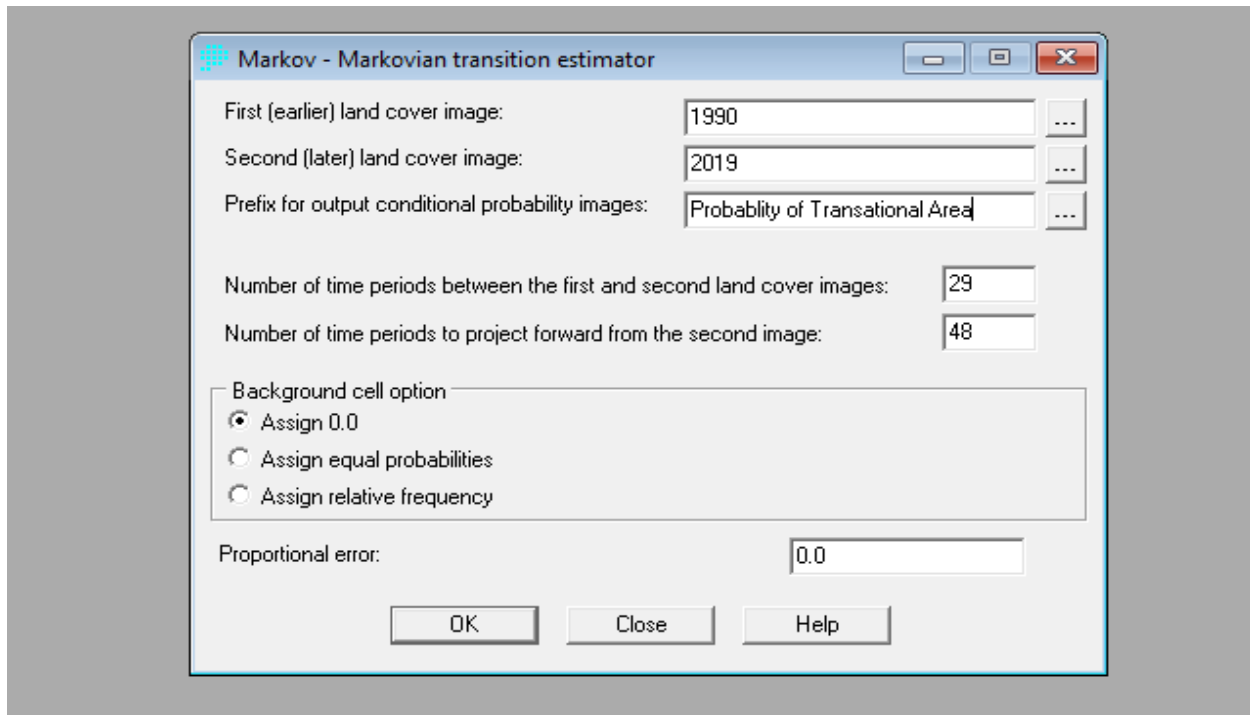 Markov - Markovian transition estimator
First (earlier) land cover image: 1990 ...
Second (later) land cover image: 2019 ...
Prefix for output conditional probability images: Probablity of Transational Area ...
Number of time periods between the first and second land cover images: 29
Number of time periods to project forward from the second image: 48
Background cell option
Assign 0.0
Assign equal probabilities
Assign relative frequency
Proportional error: 0.0
OK Close Help